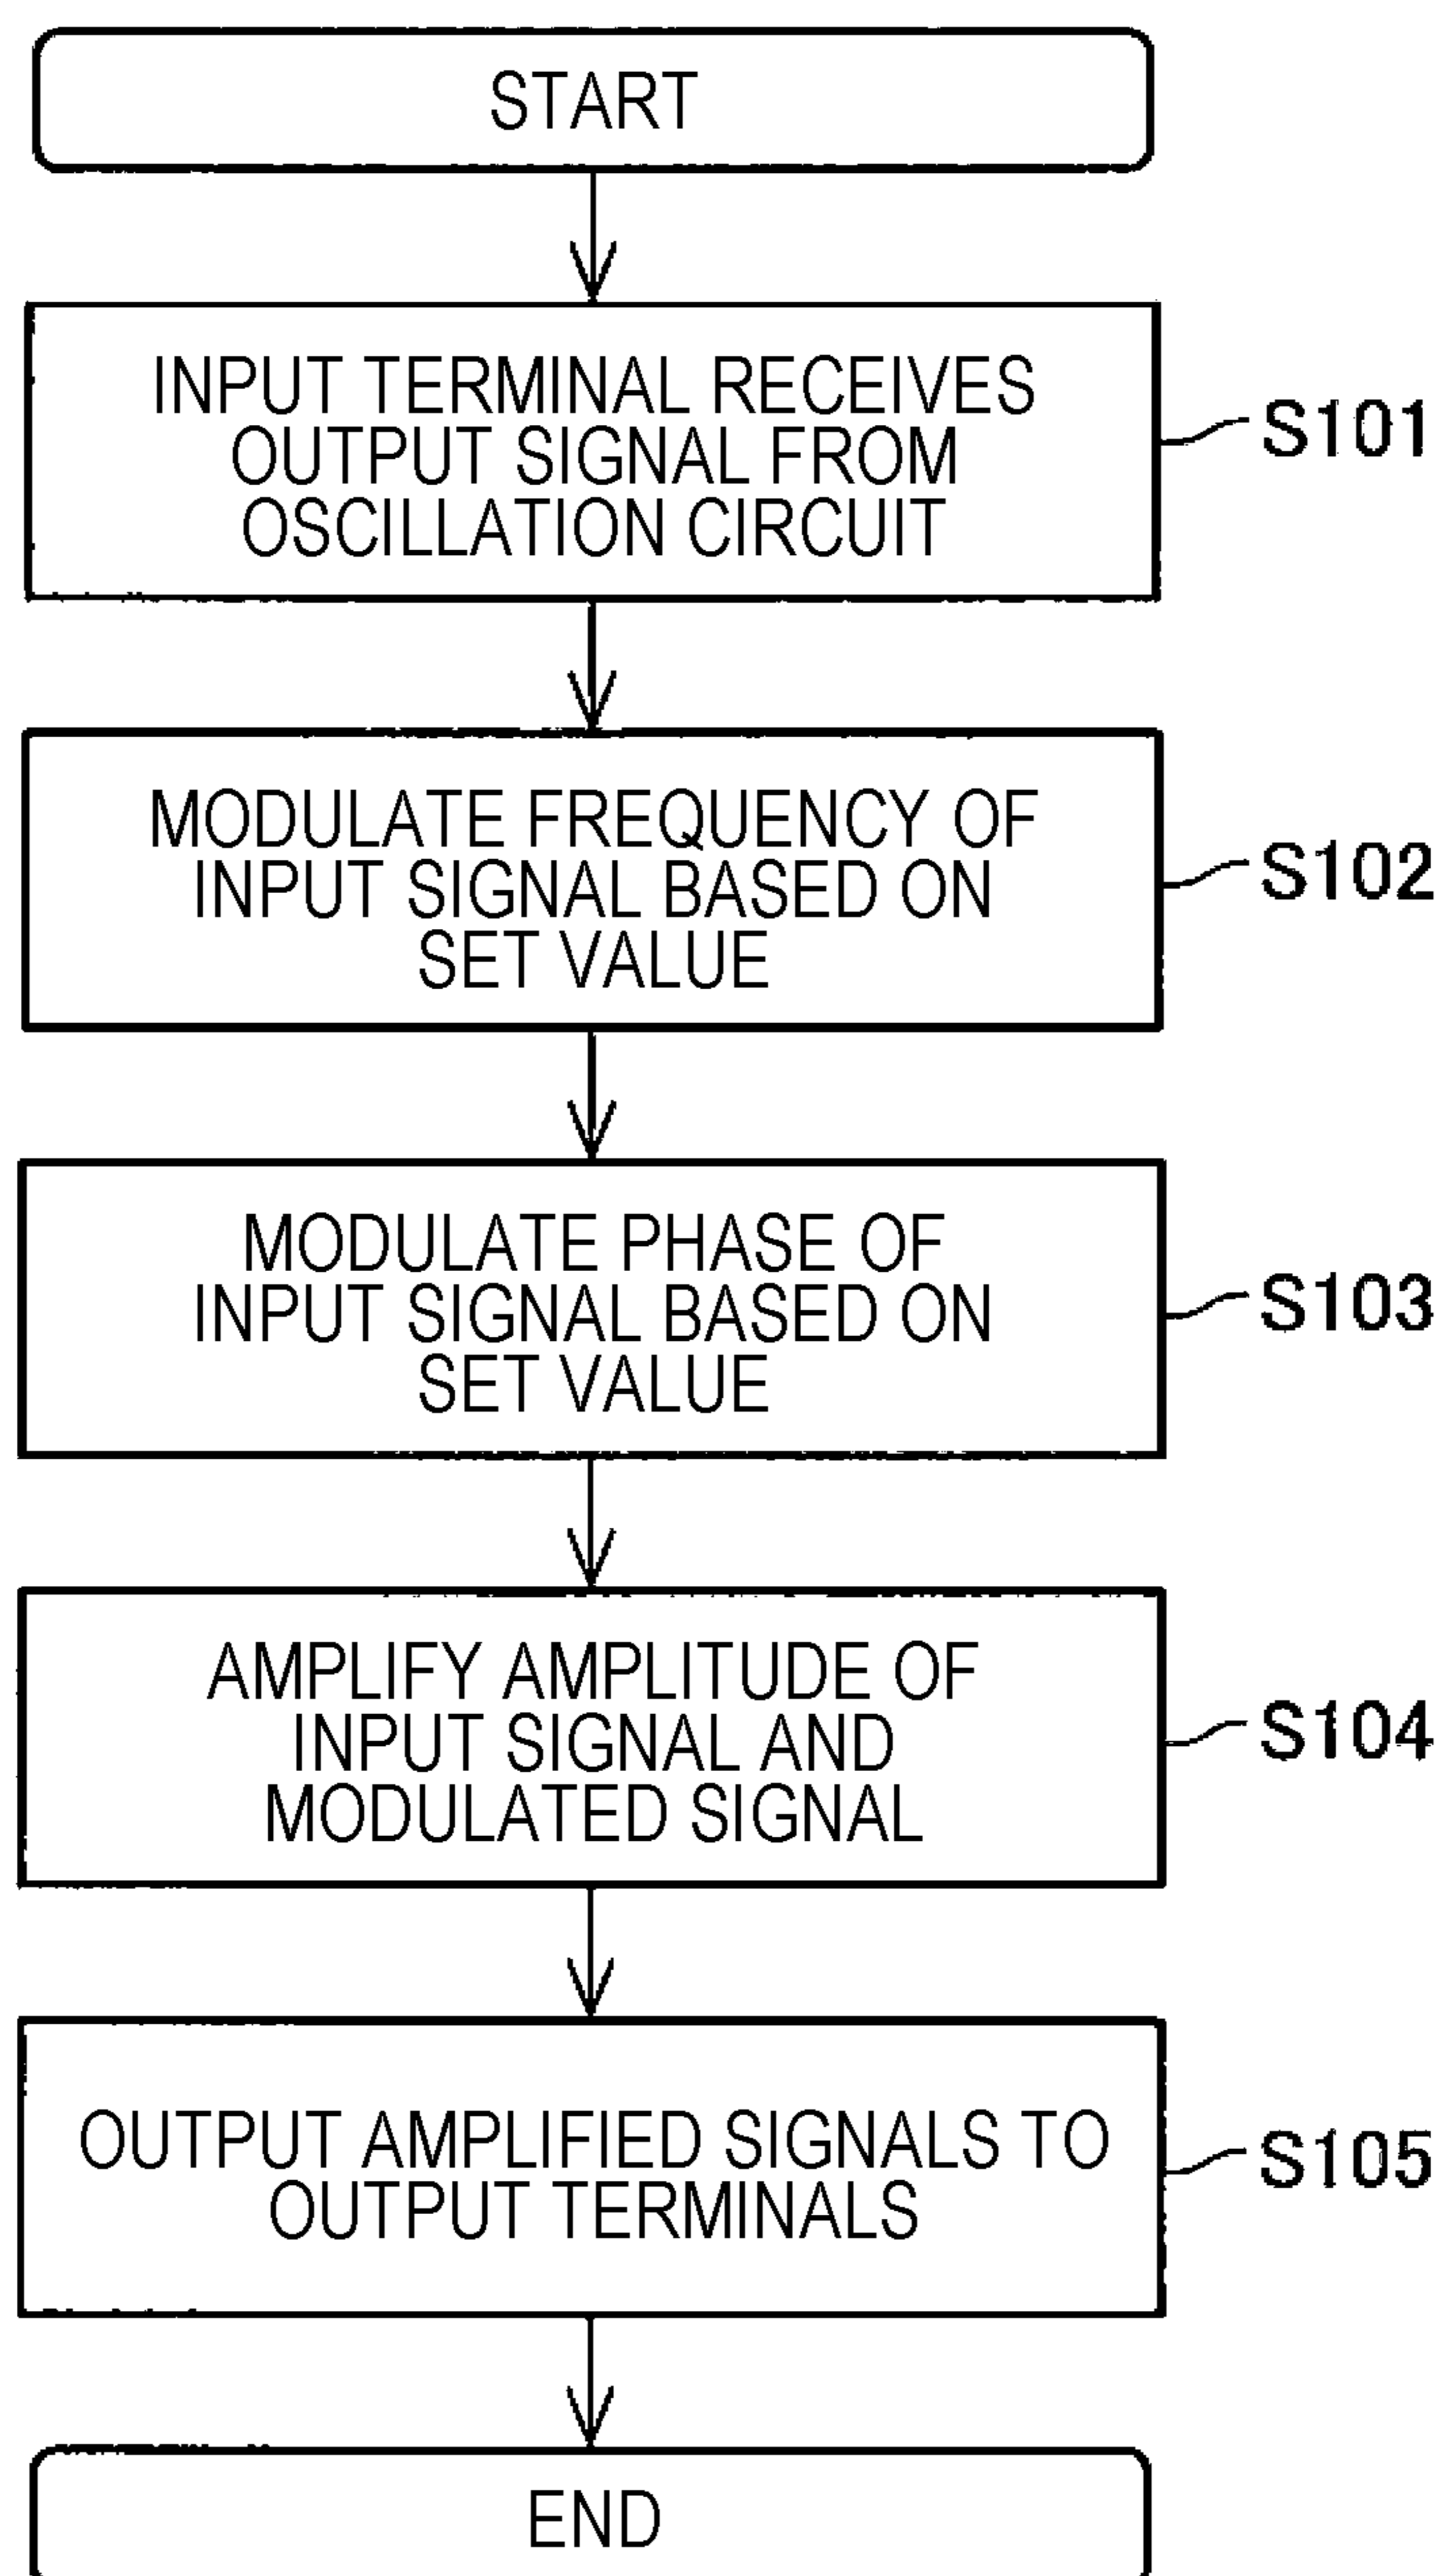 START
INPUT TERMINAL RECEIVES
OUTPUT SIGNAL FROM
OSCILLATION CIRCUIT
S101
MODULATE FREQUENCY OF
INPUT SIGNAL BASED ON
SET VALUE
S102
MODULATE PHASE OF
INPUT SIGNAL BASED ON
SET VALUE
S103
AMPLIFY AMPLITUDE OF
INPUT SIGNAL AND
MODULATED SIGNAL
S104
OUTPUT AMPLIFIED SIGNALS TO
OUTPUT TERMINALS
S105
END